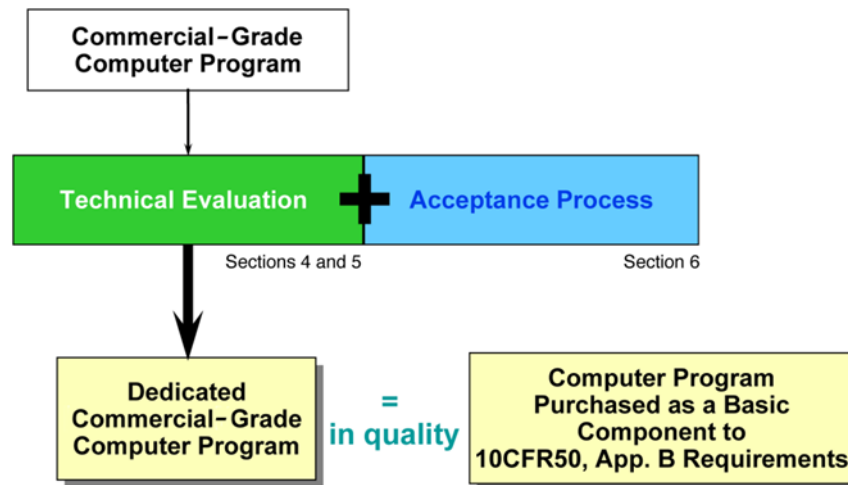 Commercial-Grade
Computer Program
Technical Evaluation + Acceptance Process
Sections 4 and 5
Section 6
Dedicated
Commercial-Grade
Computer Program
=
in quality
Computer Program
Purchased as a Basic
Component to
10CFR50, App. B Requirements